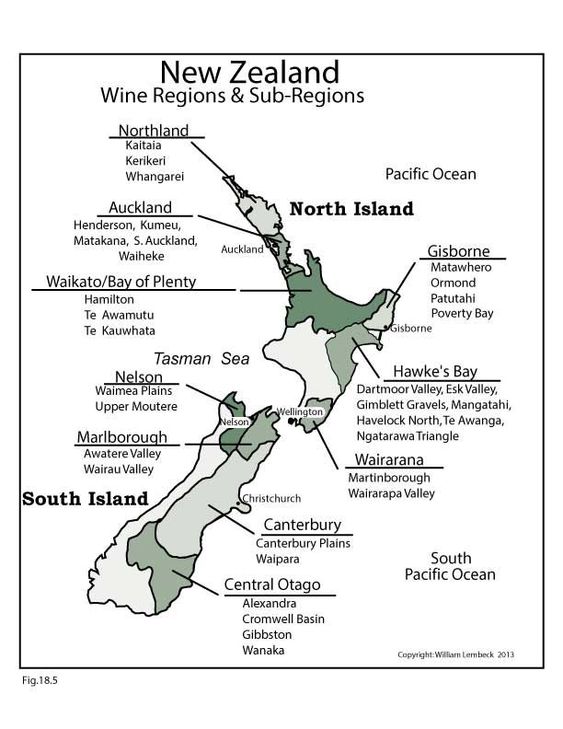 New Zealand
Wine Regions & Sub-Regions
Northland
Kaitaia
Kerikeri
Whangarei
Pacific Ocean
Auckland
Henderson, Kumeu,
Matakana, S. Auckland,
Waiheke
North Island
Auckland
Gisborne
Matawhero
Ormond
Patutahi
Poverty Bay
Waikato/Bay of Plenty
Hamilton
Te Awamutu
Te Kauwhata
Gisborne
Tasman Sea
Hawke's Bay
Dartmoor Valley, Esk Valley,
Gimblett Gravels, Mangatahi,
Havelock North, Te Awanga,
Ngatarawa Triangle
Nelson
Waimea Plains
Upper Moutere
Nelson
Wellington
Marlborough
Awatere Valley
Wairau Valley
Wairarana
Martinborough
Wairarapa Valley
South Island
Christchurch
Canterbury
Canterbury Plains
Waipara
South
Pacific Ocean
Central Otago
Alexandra
Cromwell Basin
Gibbston
Wanaka
Copyright: William Lembeck 2013
Fig.18.5